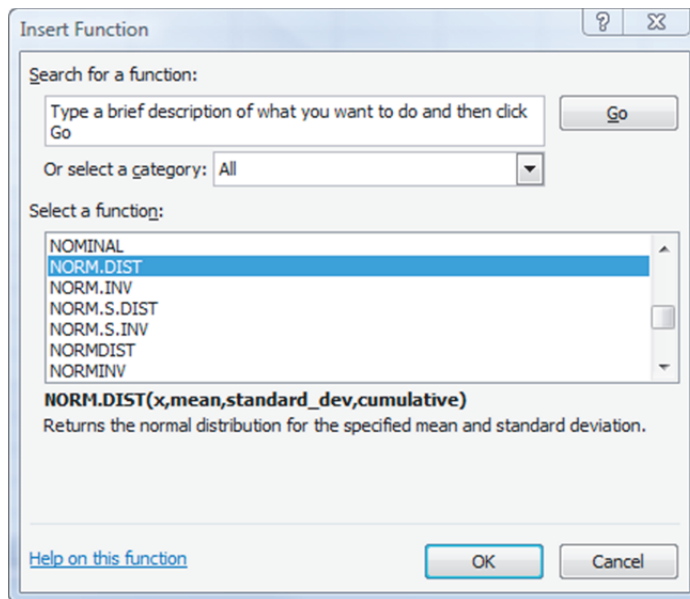 Insert Function
?
Search for a function:
Type a brief description of what you want to do and then click
Go
Go
Or select a category: All
Select a function:
NOMINAL
NORM.DIST
NORM.INV
NORM.S.DIST
NORM.S.INV
NORMDIST
NORMINV
NORM.DIST(x,mean,standard_dev,cumulative)
Returns the normal distribution for the specified mean and standard deviation.
Help on this function
OK Cancel